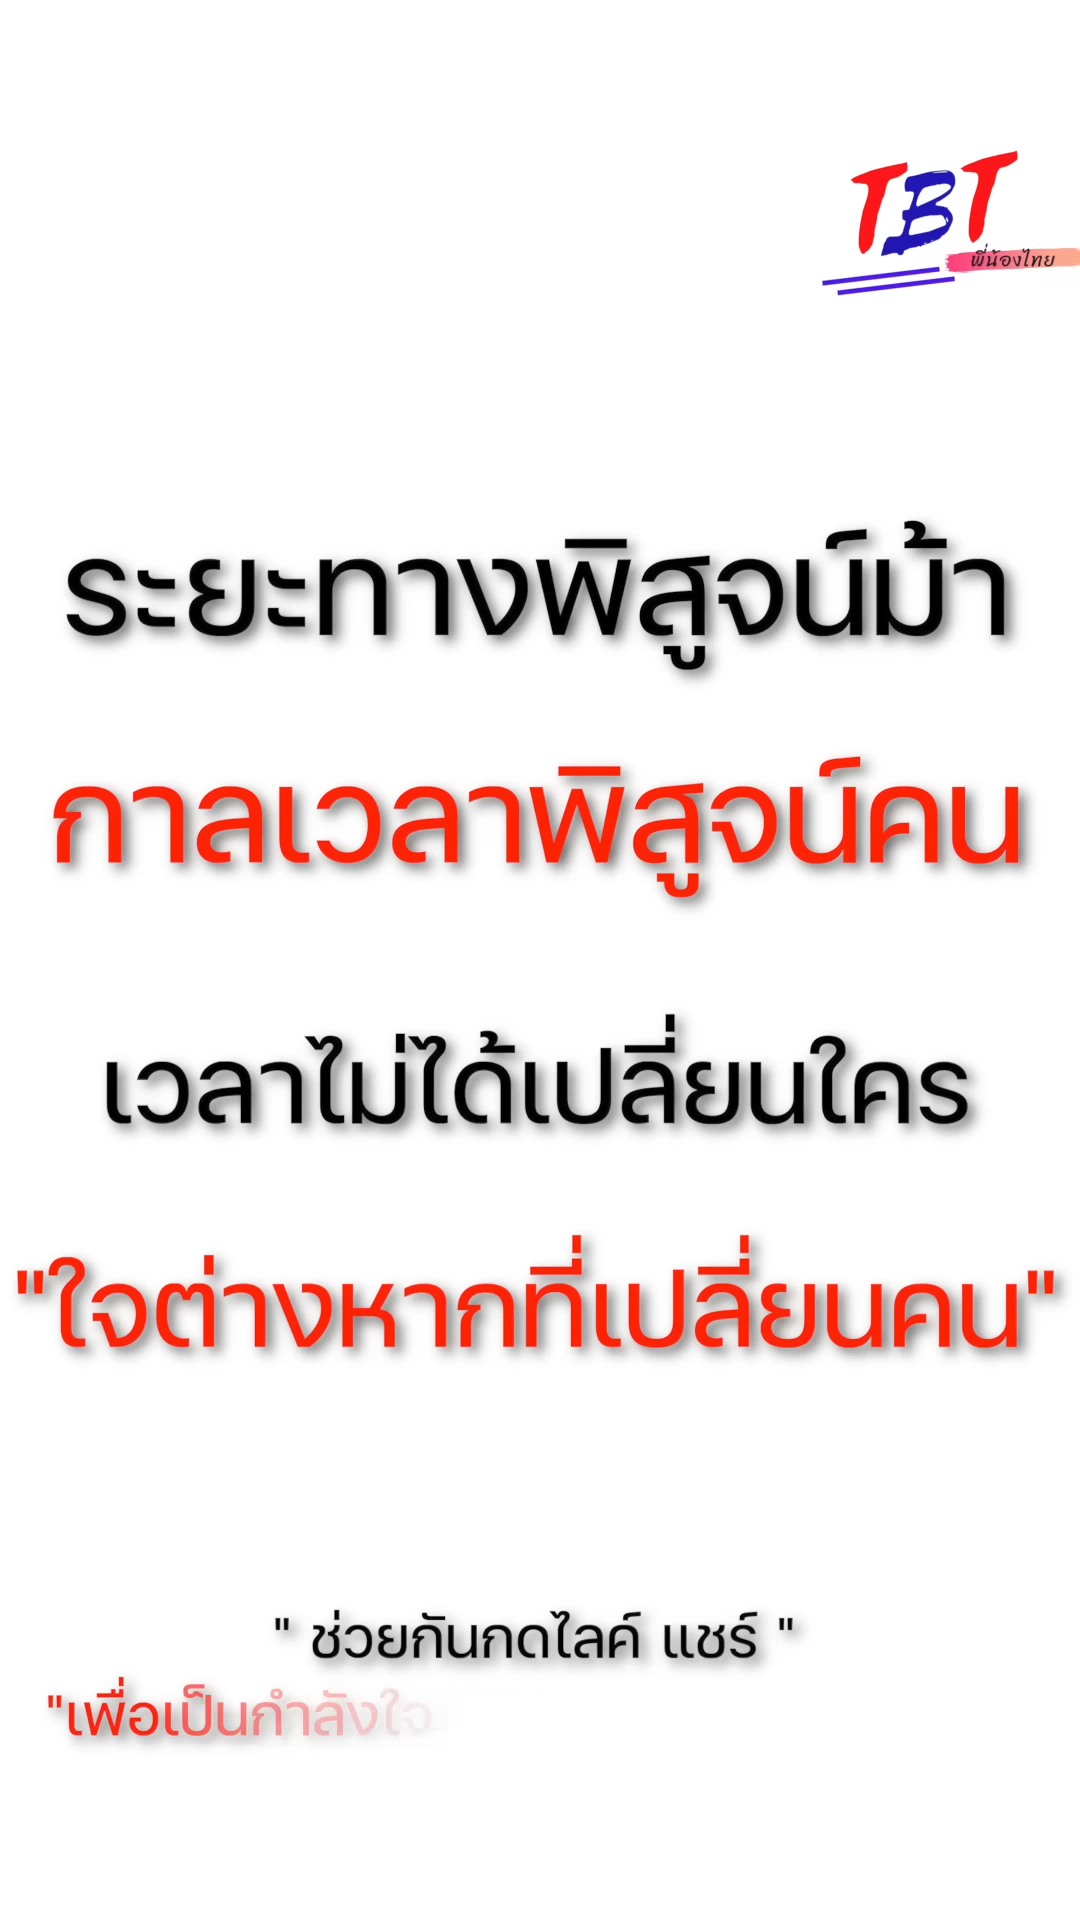 TBT
พี่น้องไทย
ระยะทางพิสูจน์ม้า
กาลเวลาพิสูจน์คน
เวลาไม่ได้เปลี่ยนใคร
"ใจต่างหากที่เปลี่ยนคน"
" ช่วยกันกดไลค์ แชร์ "
"เพื่อเป็นกำลังใจ